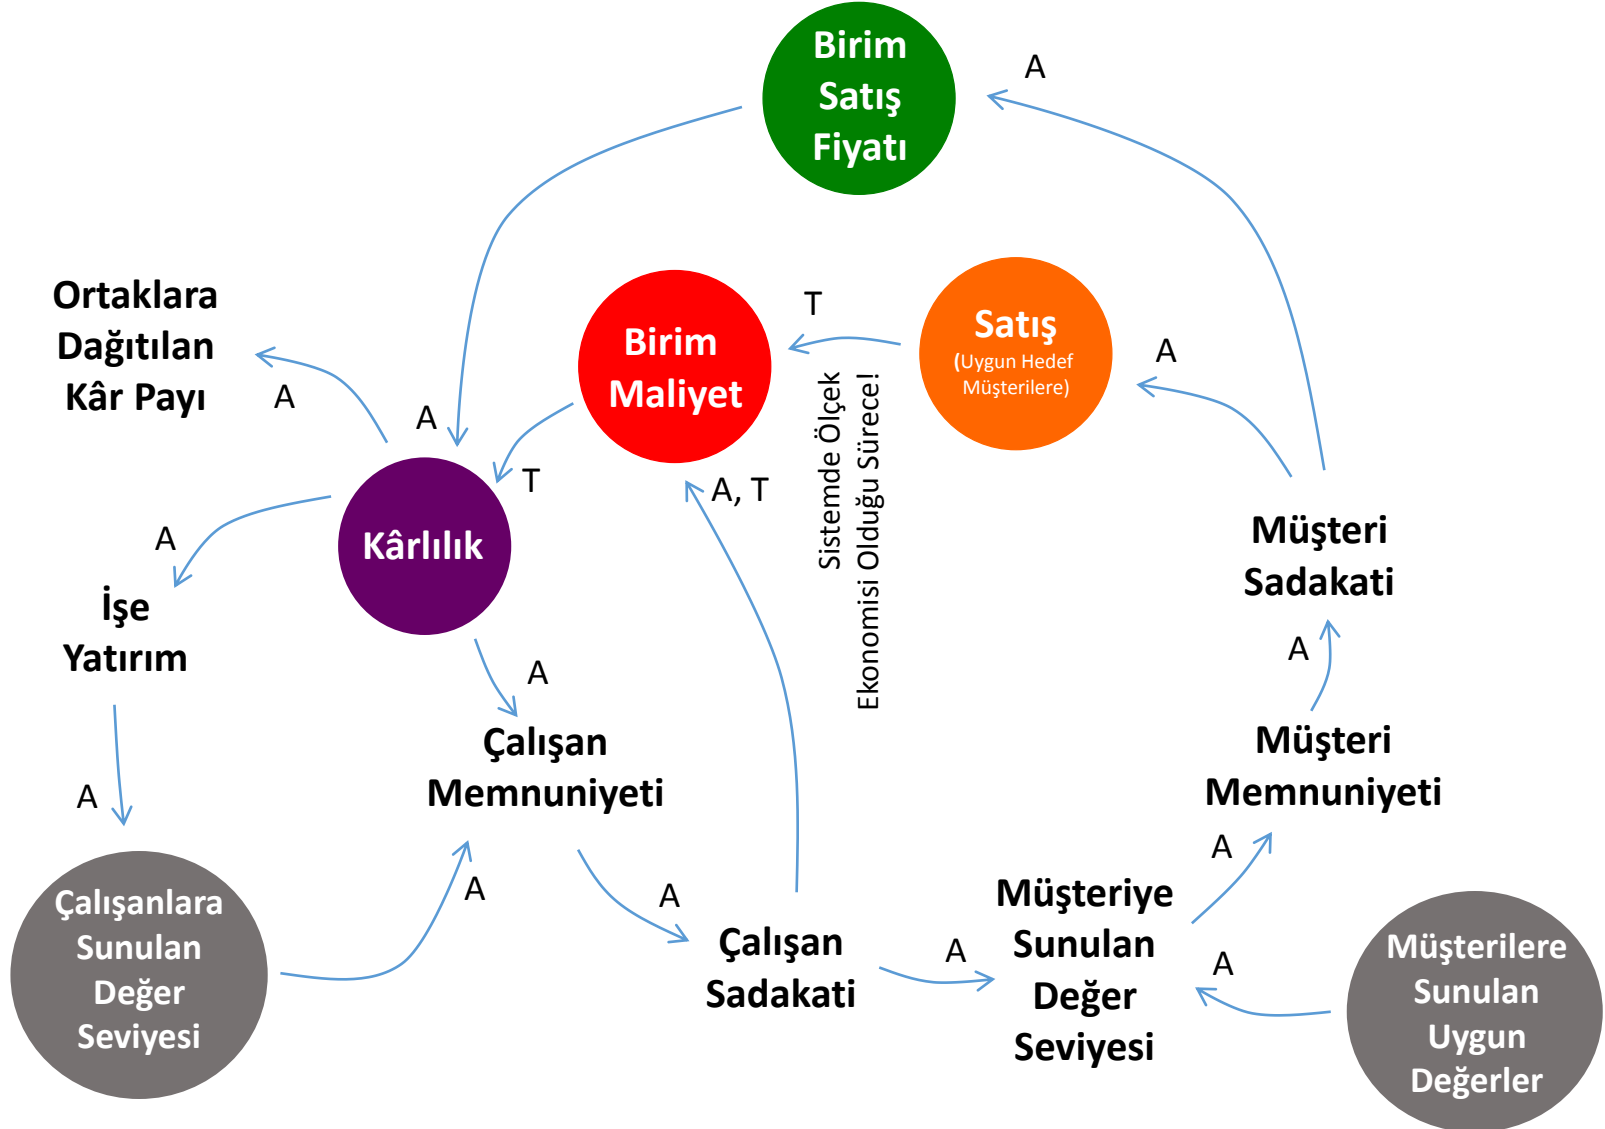 Birim
Satış
Fiyatı
A
Ortaklara
Dağıtılan
Kâr Payı
A
A
Birim
Maliyet
T
Satış
(Uygun Hedef
Müşterilere)
A
T
A, T
Sistemde Ölçek
Ekonomisi Olduğu Sürece!
Kârlılık
A
İşe
Yatırım
Müşteri
Sadakati
A
A
Çalışan
Memnuniyeti
Müşteri
Memnuniyeti
A
Çalışanlara
Sunulan
Değer
Seviyesi
A
A
Çalışan
Sadakati
A
Müşteriye
Sunulan
Değer
Seviyesi
A
A
Müşterilere
Sunulan
Uygun
Değerler